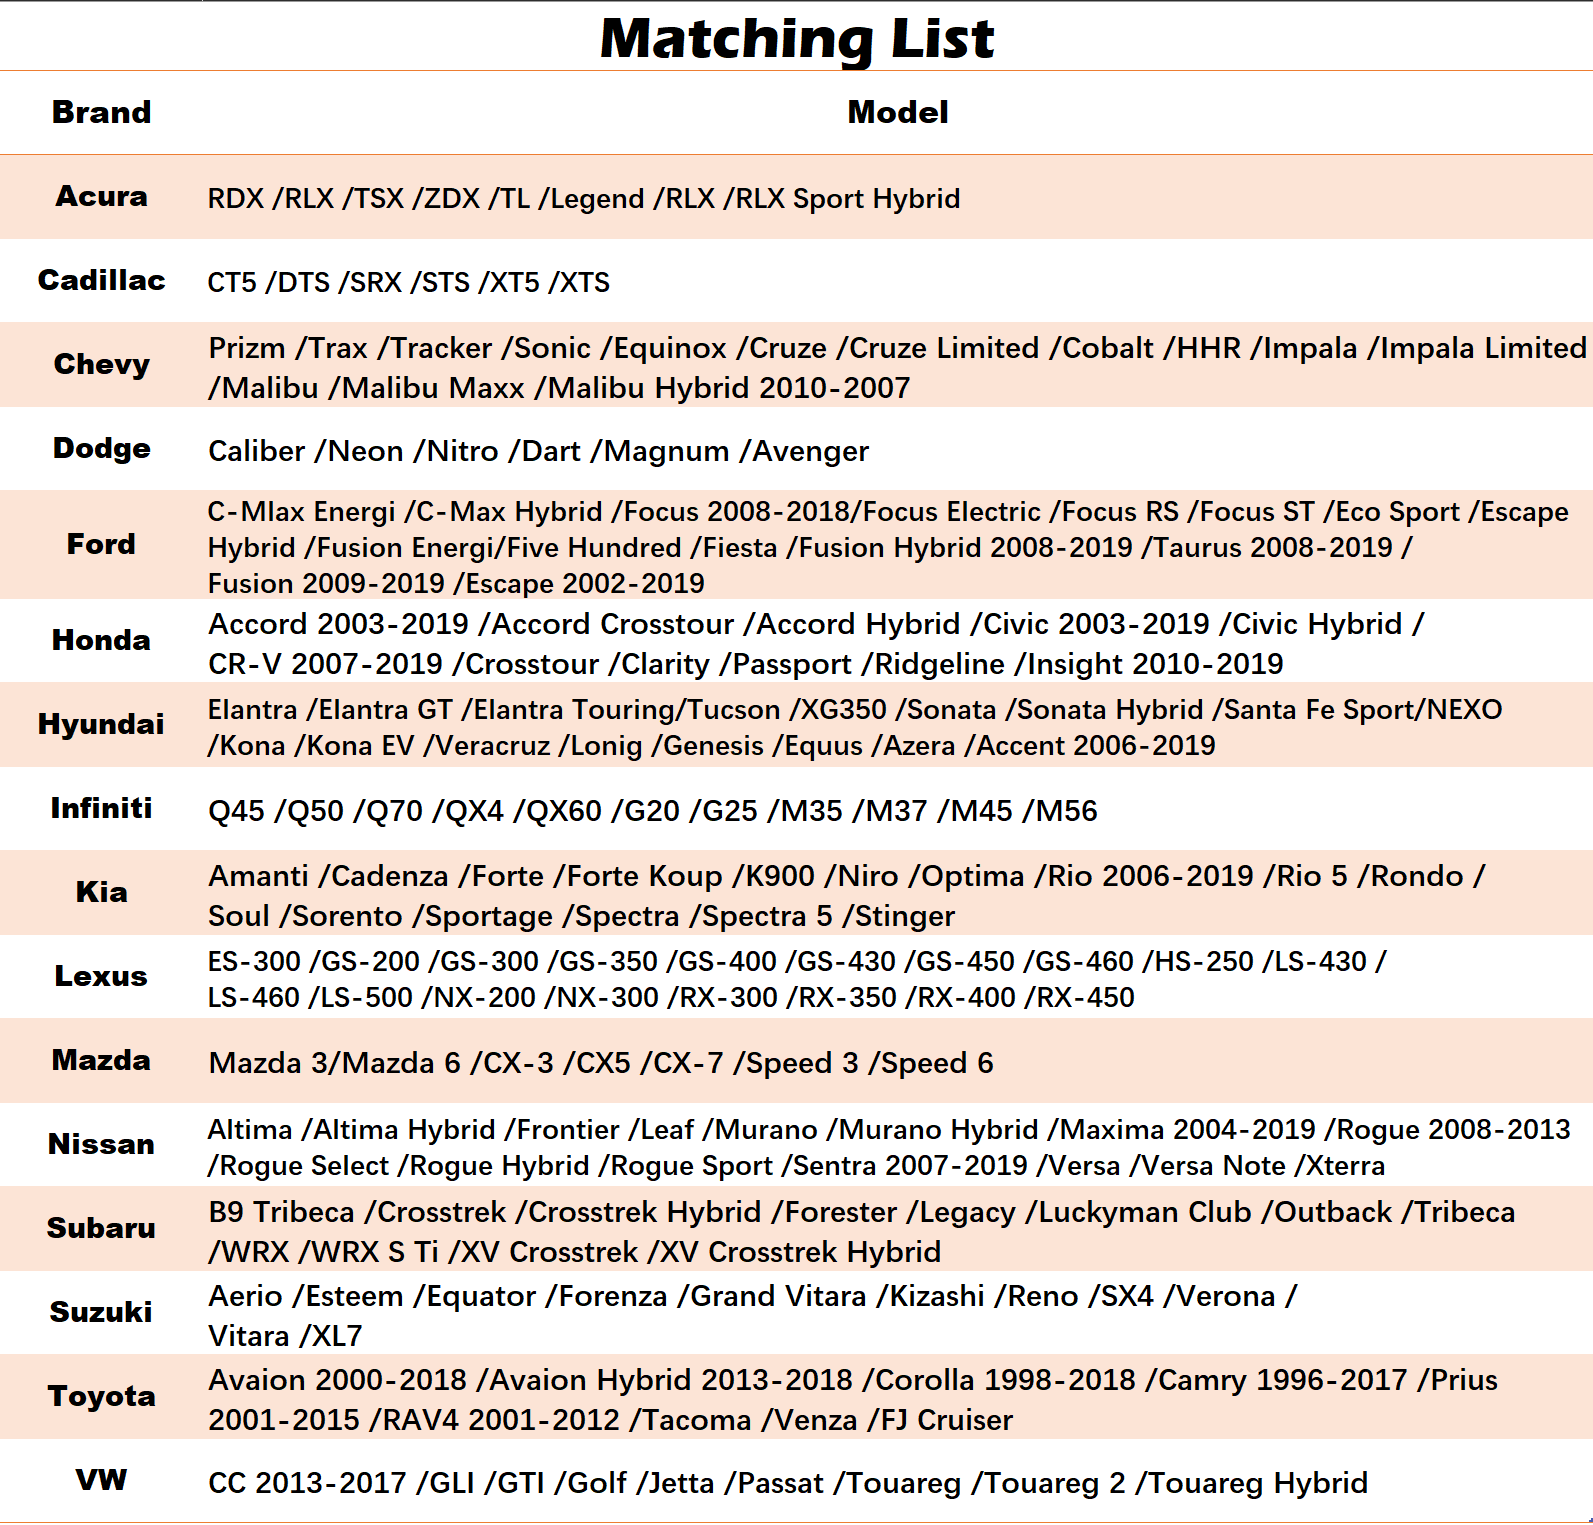 Matching List
Brand Model
Acura RDX /RLX /TSX /ZDX /TL /Legend /RLX /RLX Sport Hybrid
Cadillac CT5 /DTS /SRX /STS /XT5 /XTS
Chevy Prizm /Trax /Tracker /Sonic /Equinox /Cruze /Cruze Limited /Cobalt /HHR /Impala /Impala Limited
/Malibu /Malibu Maxx /Malibu Hybrid 2010-2007
Dodge Caliber /Neon /Nitro /Dart /Magnum /Avenger
Ford C-Mlax Energi /C-Max Hybrid /Focus 2008-2018/Focus Electric /Focus RS /Focus ST /Eco Sport /Escape
Hybrid /Fusion Energi/Five Hundred /Fiesta /Fusion Hybrid 2008-2019 /Taurus 2008-2019 /
Fusion 2009-2019 /Escape 2002-2019
Honda Accord 2003-2019 /Accord Crosstour /Accord Hybrid /Civic 2003-2019 /Civic Hybrid /
CR-V 2007-2019 /Crosstour /Clarity /Passport /Ridgeline /Insight 2010-2019
Hyundai Elantra /Elantra GT /Elantra Touring/Tucson /XG350 /Sonata /Sonata Hybrid /Santa Fe Sport/NEXO
/Kona /Kona EV /Veracruz /Lonig /Genesis /Equus /Azera /Accent 2006-2019
Infiniti Q45 /Q50 /Q70 /QX4 /QX60 /G20 /G25 /M35 /M37 /M45 /M56
Kia Amanti /Cadenza /Forte /Forte Koup /K900 /Niro /Optima /Rio 2006-2019 /Rio 5 /Rondo /
Soul /Sorento /Sportage /Spectra /Spectra 5 /Stinger
Lexus ES-300 /GS-200 /GS-300 /GS-350 /GS-400 /GS-430 /GS-450 /GS-460 /HS-250 /LS-430 /
LS-460 /LS-500 /NX-200 /NX-300 /RX-300 /RX-350 /RX-400 /RX-450
Mazda Mazda 3/Mazda 6 /CX-3 /CX5 /CX-7 /Speed 3 /Speed 6
Nissan Altima /Altima Hybrid /Frontier /Leaf /Murano /Murano Hybrid /Maxima 2004-2019 /Rogue 2008-2013
/Rogue Select /Rogue Hybrid /Rogue Sport /Sentra 2007-2019 /Versa /Versa Note /Xterra
Subaru B9 Tribeca /Crosstrek /Crosstrek Hybrid /Forester /Legacy /Luckyman Club /Outback /Tribeca
/WRX /WRX S Ti /XV Crosstrek /XV Crosstrek Hybrid
Suzuki Aerio /Esteem /Equator /Forenza /Grand Vitara /Kizashi /Reno /SX4 /Verona /
Vitara /XL7
Toyota Avaion 2000-2018 /Avaion Hybrid 2013-2018 /Corolla 1998-2018 /Camry 1996-2017 /Prius
2001-2015 /RAV4 2001-2012 /Tacoma /Venza /FJ Cruiser
VW CC 2013-2017 /GLI /GTI /Golf /Jetta /Passat /Touareg /Touareg 2 /Touareg Hybrid